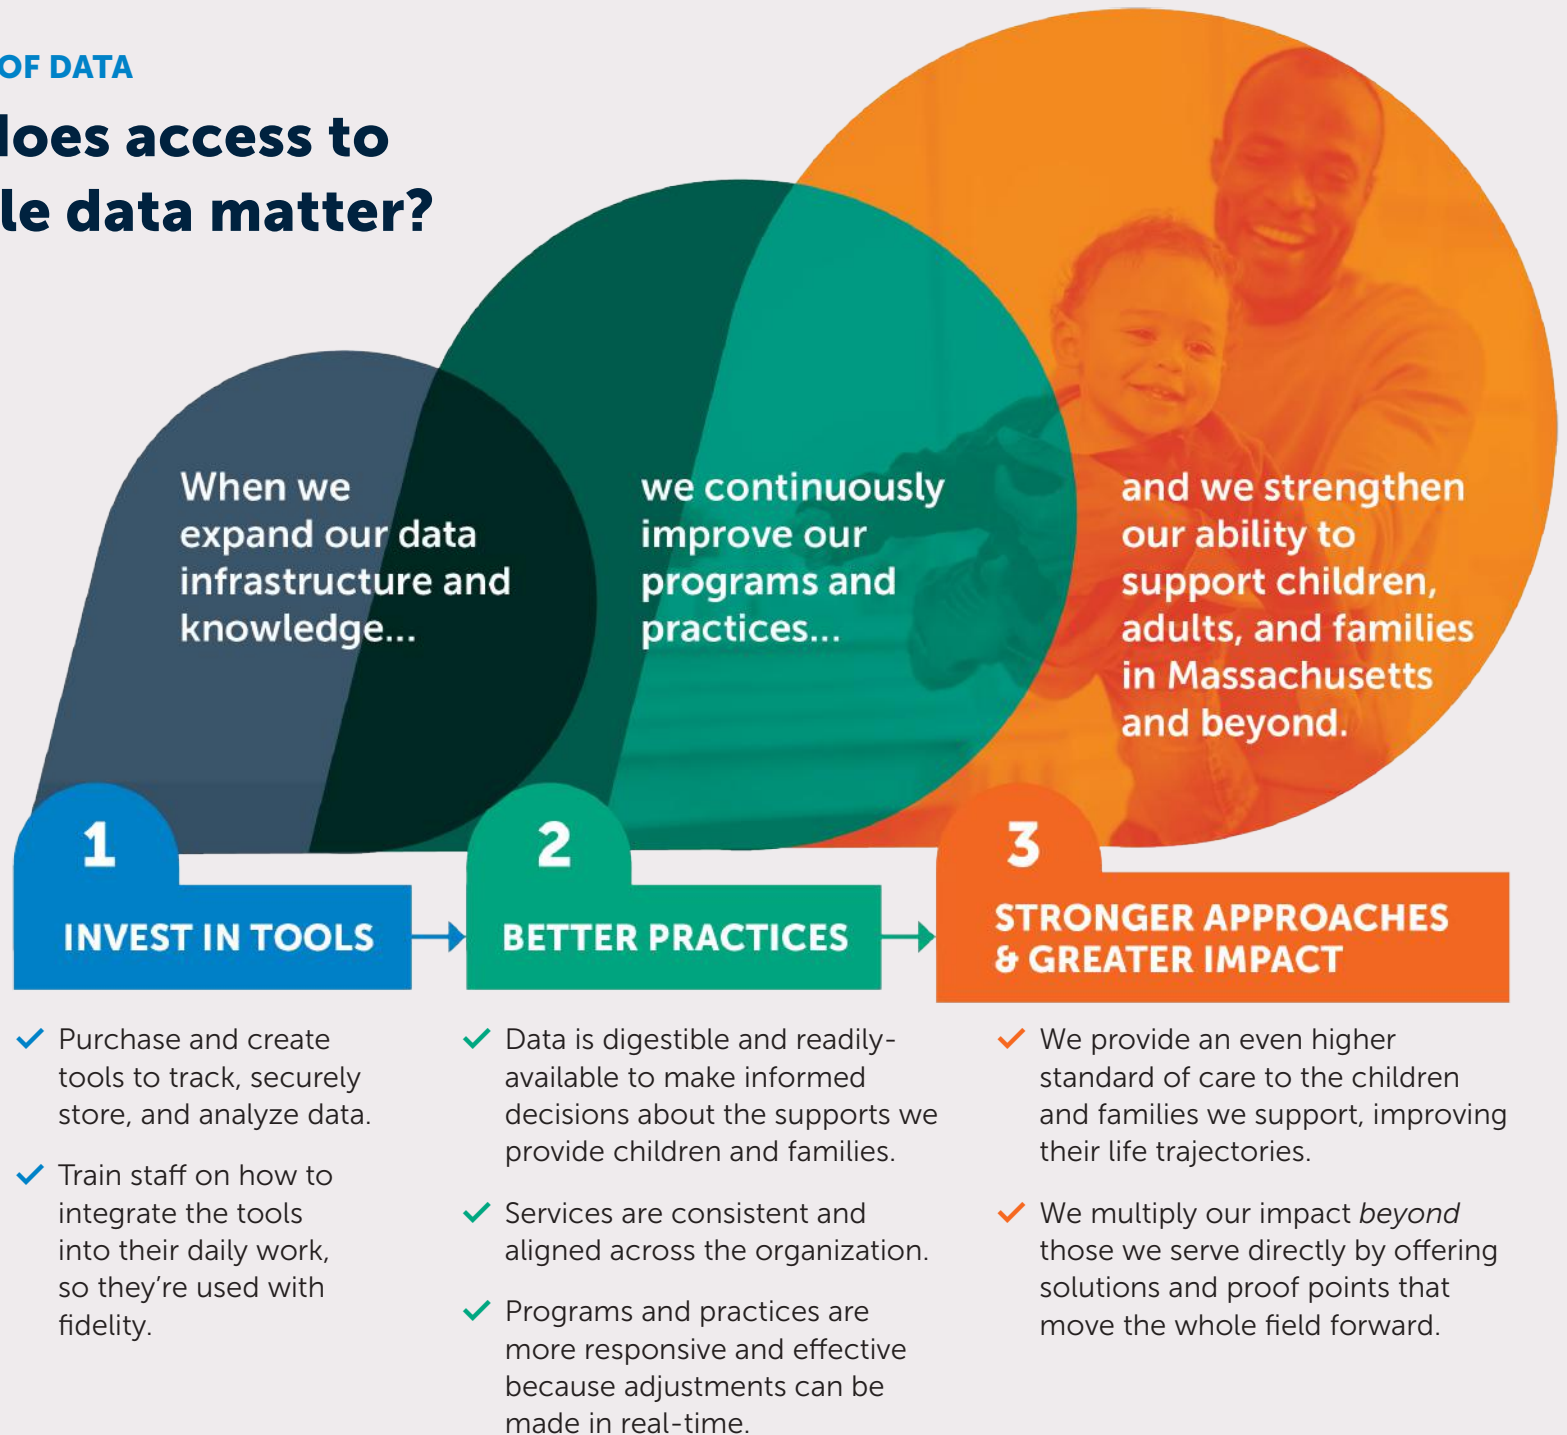 OF DATA
does access to
le data matter?
When we
expand our data
infrastructure and
knowledge...
we continuously
improve our
programs and
practices...
and we strengthen
our ability to
support children,
adults, and families
in Massachusetts
and beyond.
1
INVEST IN TOOLS
Purchase and create
tools to track, securely
store, and analyze data.
Train staff on how to
integrate the tools
into their daily work,
so they’re used with
fidelity.
2
BETTER PRACTICES
Data is digestible and readily-
available to make informed
decisions about the supports we
provide children and families.
Services are consistent and
aligned across the organization.
Programs and practices are
more responsive and effective
because adjustments can be
made in real-time.
3
STRONGER APPROACHES
& GREATER IMPACT
We provide an even higher
standard of care to the children
and families we support, improving
their life trajectories.
We multiply our impact beyond
those we serve directly by offering
solutions and proof points that
move the whole field forward.